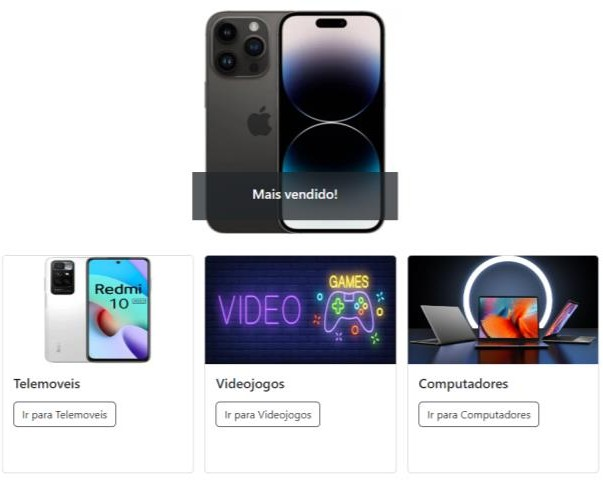 Mais vendido!
Redmi
10
VIDEO
GAMES
Telemoveis
Videojogos
Computadores
Ir para Telemoveis
Ir para Videojogos
Ir para Computadores